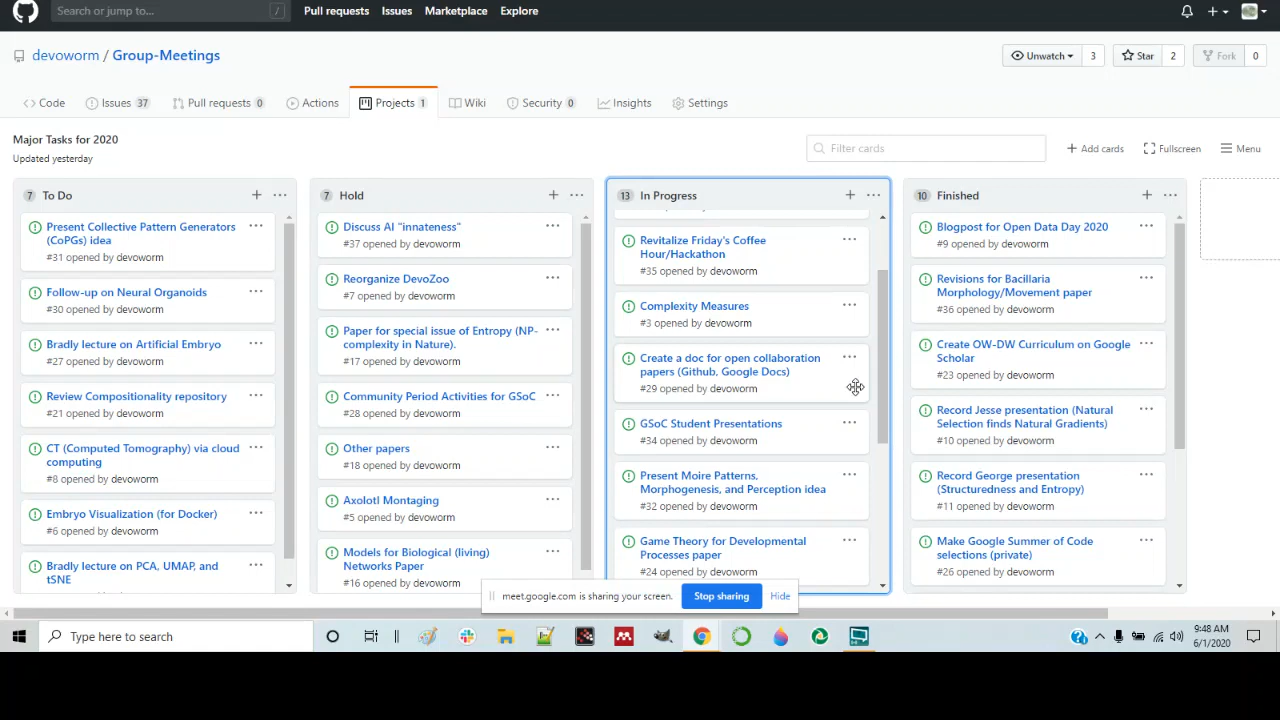 Search or jump to...
/
Pull requests
Issues
Marketplace
Explore
devoworm / Group-Meetings
Unwatch
3
Star
2
Fork
0
Code
Issues 37
Pull requests 0
Actions
Projects 1
Wiki
Security 0
Insights
Settings
Major Tasks for 2020
Updated yesterday
Filter cards
Add cards
Fullscreen
Menu
7 To Do
Present Collective Pattern Generators
(CoPGs) idea
#31 opened by devoworm
Follow-up on Neural Organoids
#30 opened by devoworm
Bradly lecture on Artificial Embryo
#27 opened by devoworm
Review Compositionality repository
#21 opened by devoworm
CT (Computed Tomography) via cloud
computing
#8 opened by devoworm
Embryo Visualization (for Docker)
#6 opened by devoworm
Bradly lecture on PCA, UMAP, and
tSNE
7 Hold
Discuss AI "innateness"
#37 opened by devoworm
Reorganize DevoZoo
#7 opened by devoworm
Paper for special issue of Entropy (NP-
complexity in Nature).
#17 opened by devoworm
Community Period Activities for GSoC
#28 opened by devoworm
Other papers
#18 opened by devoworm
Axolotl Montaging
#5 opened by devoworm
Models for Biological (living)
Networks Paper
#16 opened by devoworm
13 In Progress
Revitalize Friday's Coffee
Hour/Hackathon
#35 opened by devoworm
Complexity Measures
#3 opened by devoworm
Create a doc for open collaboration
papers (Github, Google Docs)
#29 opened by devoworm
GSoC Student Presentations
#34 opened by devoworm
Present Moire Patterns,
Morphogenesis, and Perception idea
#32 opened by devoworm
Game Theory for Developmental
Processes paper
#24 opened by devoworm
10 Finished
Blogpost for Open Data Day 2020
#9 opened by devoworm
Revisions for Bacillaria
Morphology/Movement paper
#36 opened by devoworm
Create OW-DW Curriculum on Google
Scholar
#23 opened by devoworm
Record Jesse presentation (Natural
Selection finds Natural Gradients)
#10 opened by devoworm
Record George presentation
(Structuredness and Entropy)
#11 opened by devoworm
Make Google Summer of Code
selections (private)
#26 opened by devoworm
meet.google.com is sharing your screen.
Stop sharing
Hide
Type here to search
9:48 AM
6/1/2020